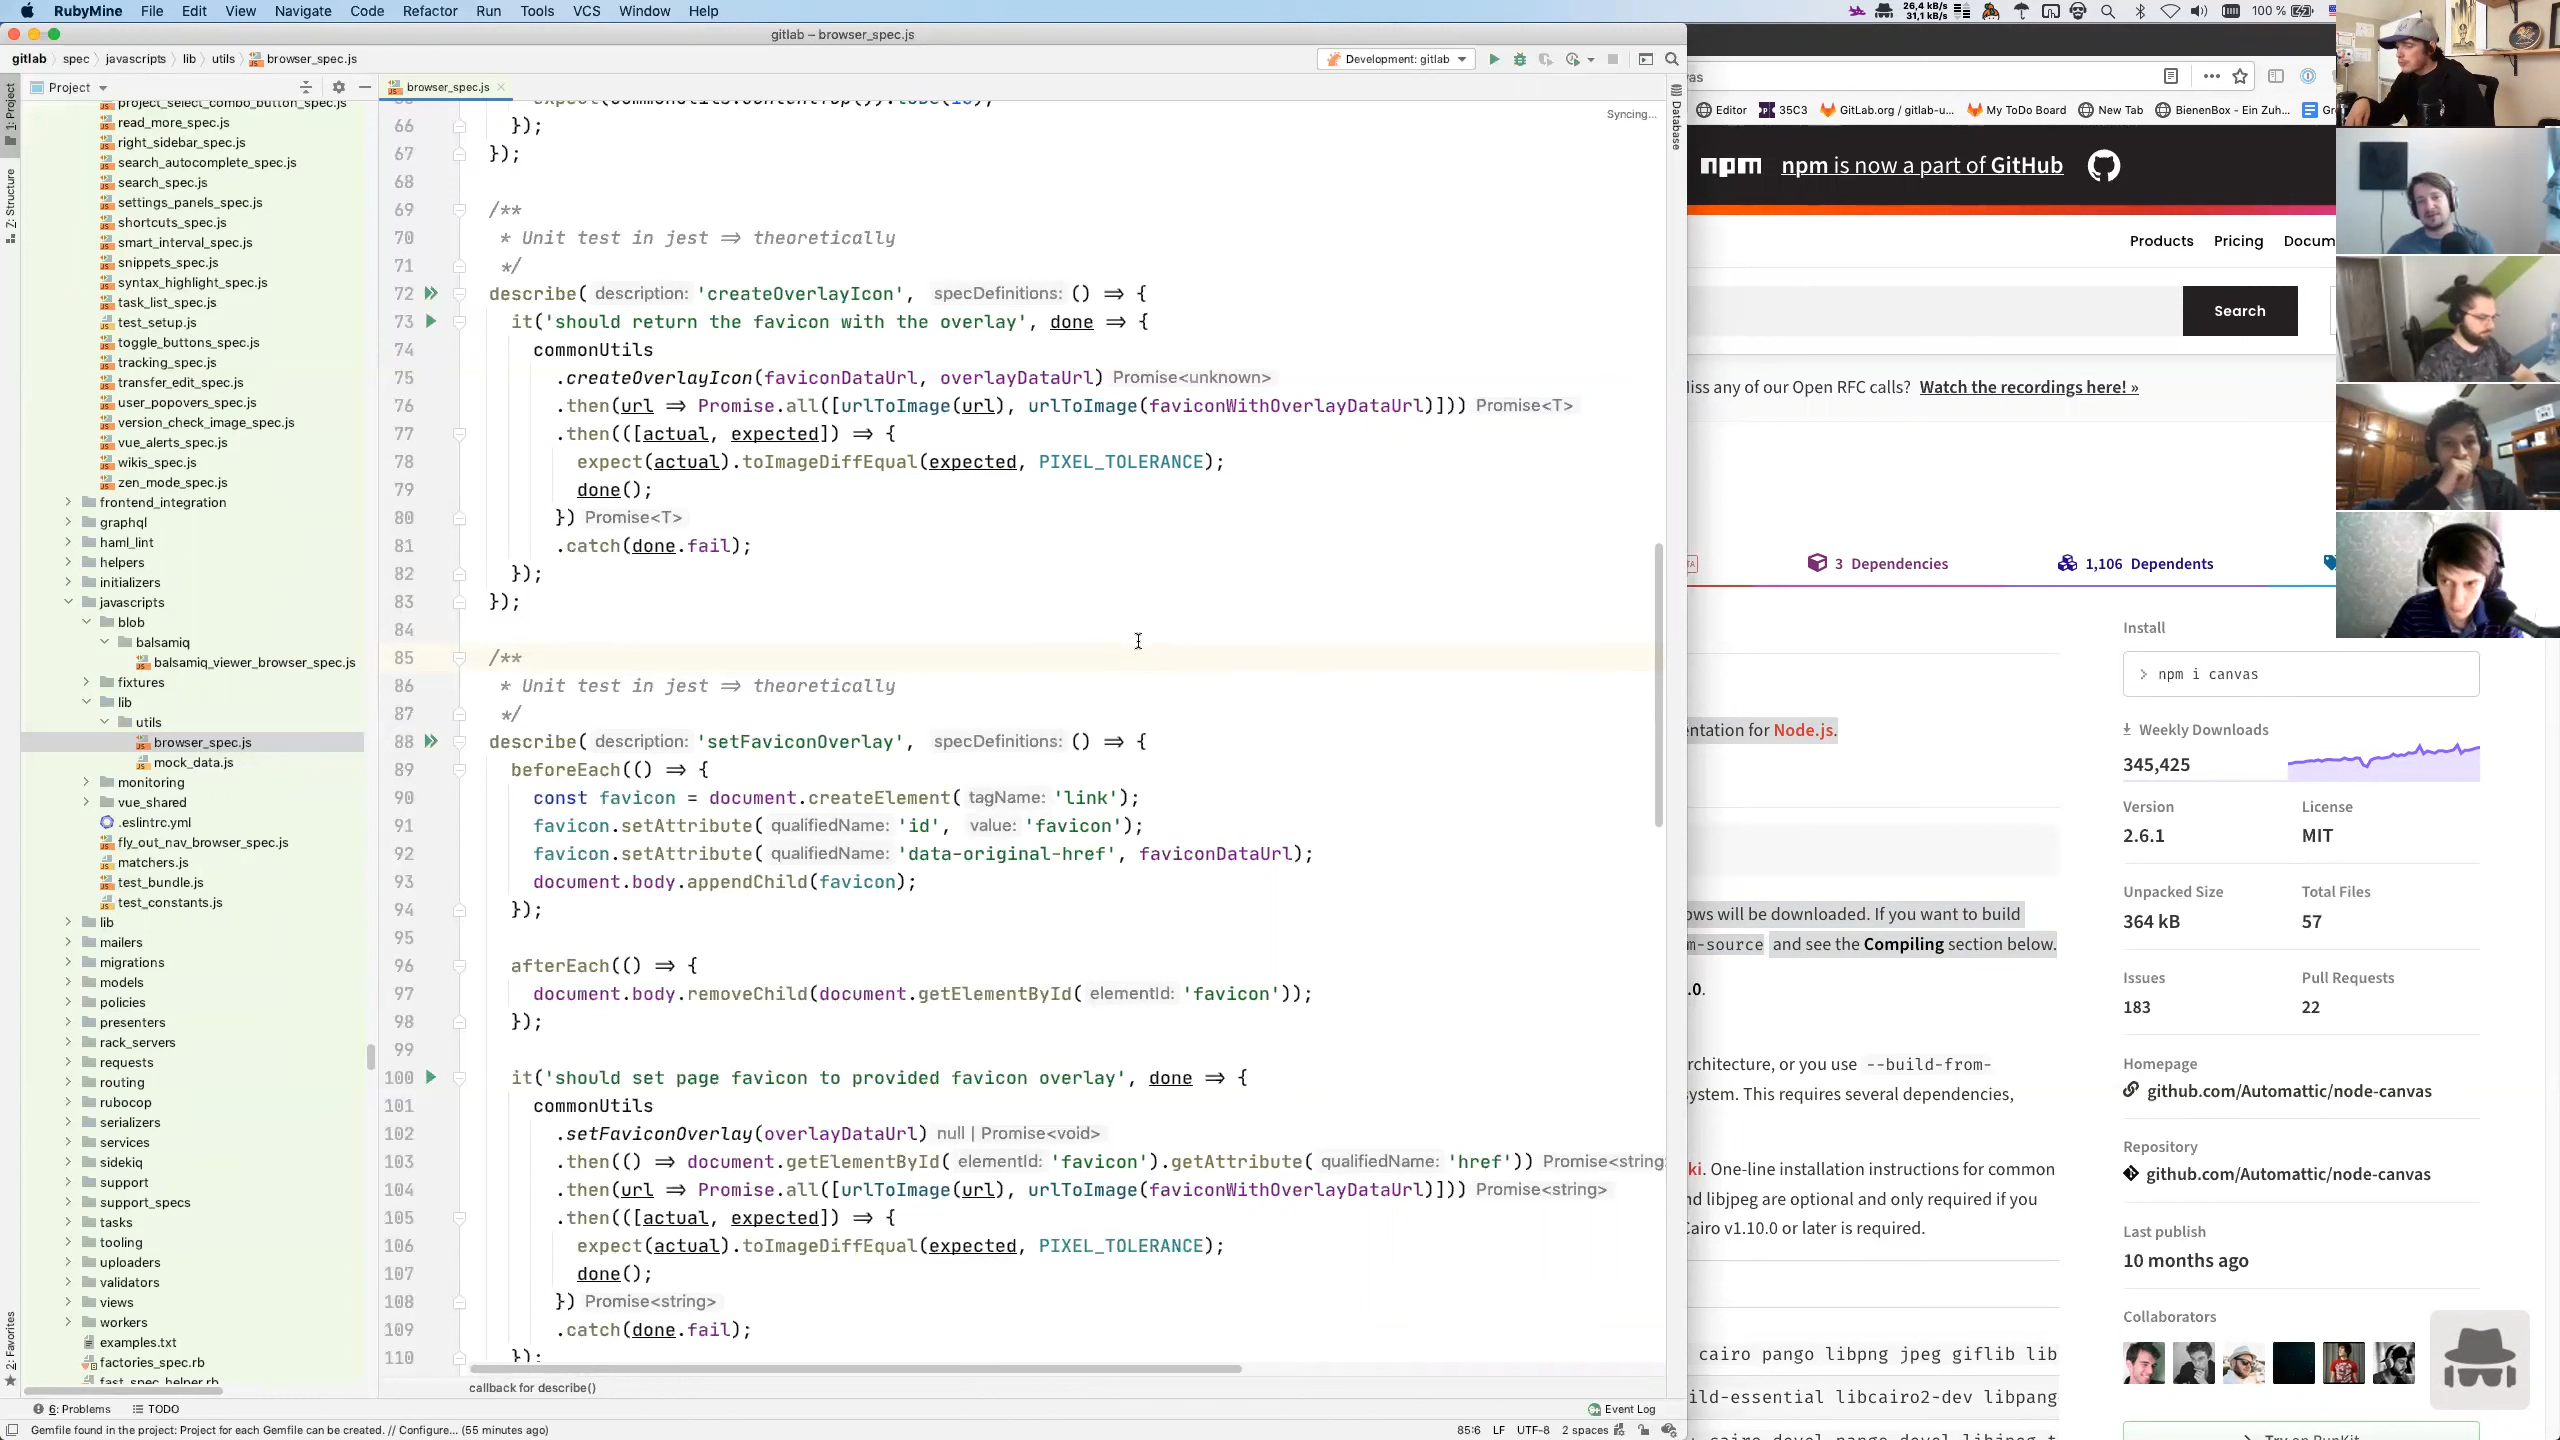 RubyMine File Edit View Navigate Code Refactor Run Tools VCS Window Help
26,4 kB/s
31,1 kB/s
100 %
gitlab – browser_spec.js
gitlab spec javascripts lib utils browser_spec.js
Development: gitlab
Project
browser_spec.js
1: Project
Z: Structure
2: Favorites
Database
Syncing...
project_select_combo_button_spec.js
read_more_spec.js
right_sidebar_spec.js
search_autocomplete_spec.js
search_spec.js
settings_panels_spec.js
shortcuts_spec.js
smart_interval_spec.js
snippets_spec.js
syntax_highlight_spec.js
task_list_spec.js
test_setup.js
toggle_buttons_spec.js
tracking_spec.js
transfer_edit_spec.js
user_popovers_spec.js
version_check_image_spec.js
vue_alerts_spec.js
wikis_spec.js
zen_mode_spec.js
frontend_integration
graphql
haml_lint
helpers
initializers
javascripts
blob
balsamiq
balsamiq_viewer_browser_spec.js
fixtures
lib
utils
browser_spec.js
mock_data.js
monitoring
vue_shared
.eslintrc.yml
fly_out_nav_browser_spec.js
matchers.js
test_bundle.js
test_constants.js
lib
mailers
migrations
models
policies
presenters
rack_servers
requests
routing
rubocop
serializers
services
sidekiq
support
support_specs
tasks
tooling
uploaders
validators
views
workers
examples.txt
factories_spec.rb
fast_spec_helper.rb
66 });
67 });
68
69 /**
70 * Unit test in jest => theoretically
71 */
72 describe( description: 'createOverlayIcon', specDefinitions: () => {
73 it('should return the favicon with the overlay', done => {
74 commonUtils
75 .createOverlayIcon(faviconDataUrl, overlayDataUrl) Promise<unknown>
76 .then(url => Promise.all([urlToImage(url), urlToImage(faviconWithOverlayDataUrl)])) Promise<T>
77 .then(([actual, expected]) => {
78 expect(actual).toImageDiffEqual(expected, PIXEL_TOLERANCE);
79 done();
80 }) Promise<T>
81 .catch(done.fail);
82 });
83 });
84
85 /**
86 * Unit test in jest => theoretically
87 */
88 describe( description: 'setFaviconOverlay', specDefinitions: () => {
89 beforeEach(() => {
90 const favicon = document.createElement( tagName: 'link');
91 favicon.setAttribute( qualifiedName: 'id', value: 'favicon');
92 favicon.setAttribute( qualifiedName: 'data-original-href', faviconDataUrl);
93 document.body.appendChild(favicon);
94 });
95
96 afterEach(() => {
97 document.body.removeChild(document.getElementById( elementId: 'favicon'));
98 });
99
100 it('should set page favicon to provided favicon overlay', done => {
101 commonUtils
102 .setFaviconOverlay(overlayDataUrl) null | Promise<void>
103 .then(() => document.getElementById( elementId: 'favicon').getAttribute( qualifiedName: 'href')) Promise<string
104 .then(url => Promise.all([urlToImage(url), urlToImage(faviconWithOverlayDataUrl)])) Promise<string>
105 .then(([actual, expected]) => {
106 expect(actual).toImageDiffEqual(expected, PIXEL_TOLERANCE);
107 done();
108 }) Promise<string>
109 .catch(done.fail);
110 });
callback for describe()
6: Problems TODO
Event Log
Gemfile found in the project: Project for each Gemfile can be created. // Configure... (55 minutes ago)
85:6 LF UTF-8 2 spaces
vas
Editor 35C3 GitLab.org / gitlab-u... My ToDo Board New Tab BienenBox - Ein Zuh... Gr
npm npm is now a part of GitHub
Products Pricing Docum
Search
iss any of our Open RFC calls? Watch the recordings here! »
3 Dependencies
1,106 Dependents
Install
> npm i canvas
entation for Node.js.
Weekly Downloads
345,425
Version License
2.6.1 MIT
Unpacked Size Total Files
364 kB 57
ows will be downloaded. If you want to build
m-source and see the Compiling section below.
Issues Pull Requests
183 22
.0.
Homepage
github.com/Automattic/node-canvas
rchitecture, or you use --build-from-
ystem. This requires several dependencies,
Repository
github.com/Automattic/node-canvas
ki. One-line installation instructions for common
nd libjpeg are optional and only required if you
Cairo v1.10.0 or later is required.
Last publish
10 months ago
Collaborators
cairo pango libpng jpeg giflib lib
ild-essential libcairo2-dev libpang